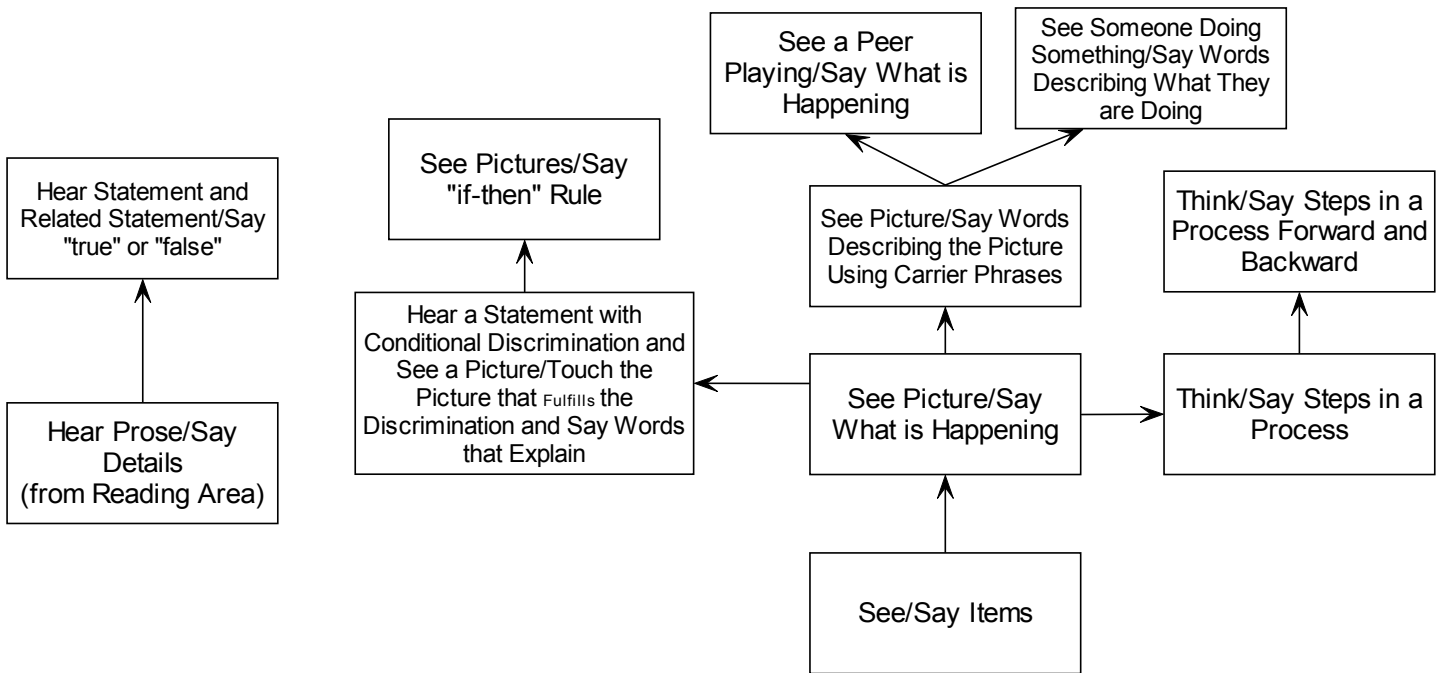 See a Peer
Playing/Say What is
Happening
See Someone Doing
Something/Say Words
Describing What They
are Doing
See Pictures/Say
"if-then" Rule
Hear Statement and
Related Statement/Say
"true" or "false"
See Picture/Say Words
Describing the Picture
Using Carrier Phrases
Think/Say Steps in a
Process Forward and
Backward
Hear a Statement with
Conditional Discrimination and
See a Picture/Touch the
Picture that Fulfills the
Discrimination and Say Words
that Explain
See Picture/Say
What is Happening
Think/Say Steps in a
Process
Hear Prose/Say
Details
(from Reading Area)
See/Say Items